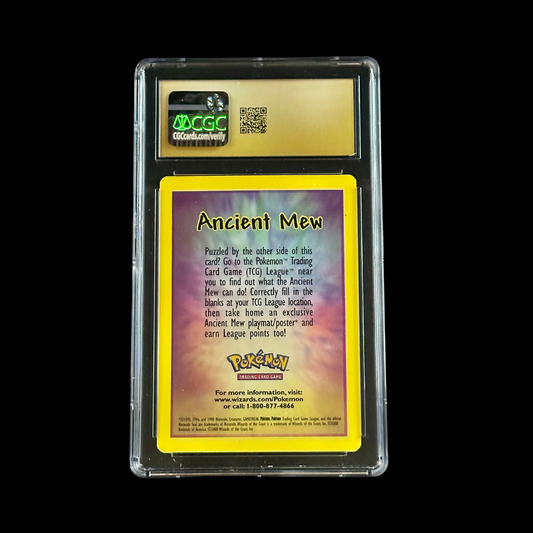 CGC
CGCcards.com/verify
Ancient Mew
Puzzled by the other side of this
card? Go to the Pokemon™ Trading
Card Game (TCG) League™ near
you to find out what the Ancient
Mew can do! Correctly fill in the
blanks at your TCG League location,
then take home an exclusive
Ancient Mew playmat/poster* and
earn League points too!
POKéMON
TRADING CARD GAME
For more information, visit:
www.wizards.com/Pokemon
or call: 1-800-877-4866